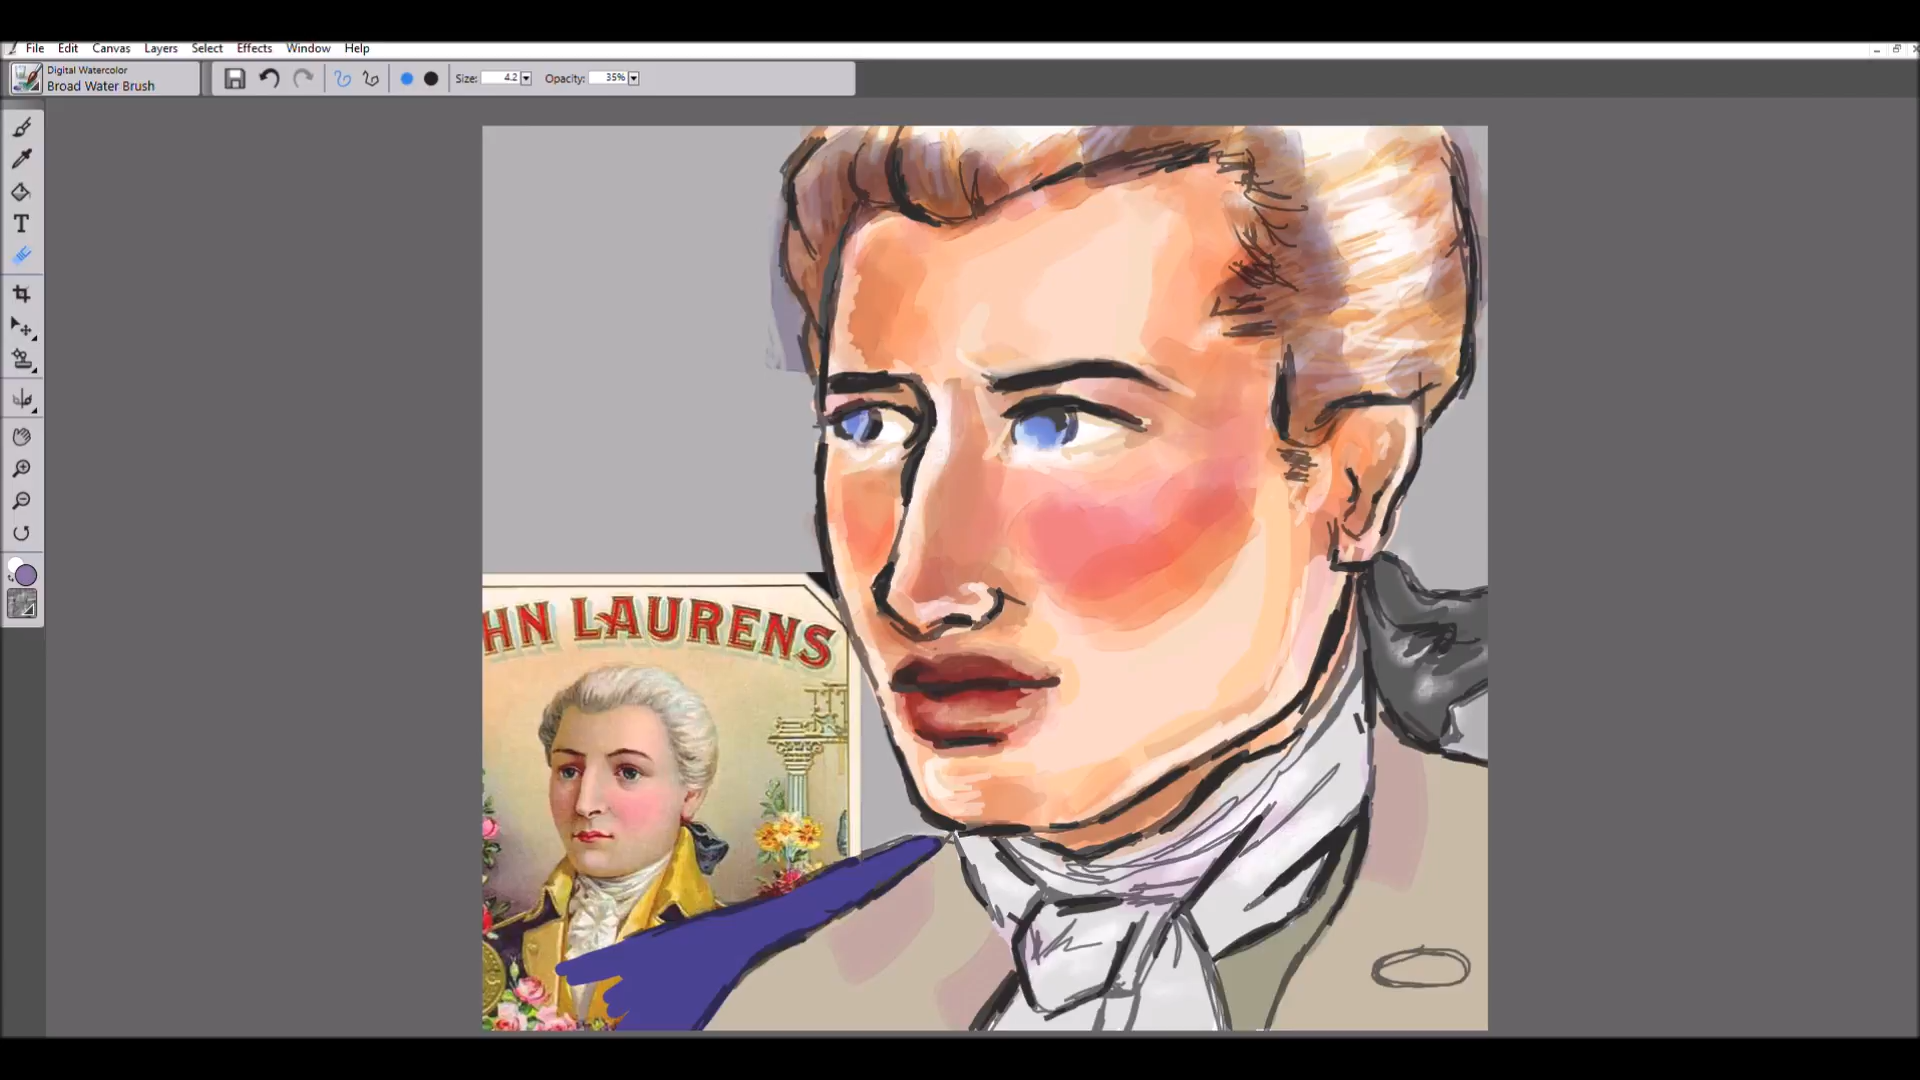 File Edit Canvas Layers Select Effects Window Help
Digital Watercolor
Broad Water Brush
Size: 4.2 Opacity: 35%
T
HN LAURENS